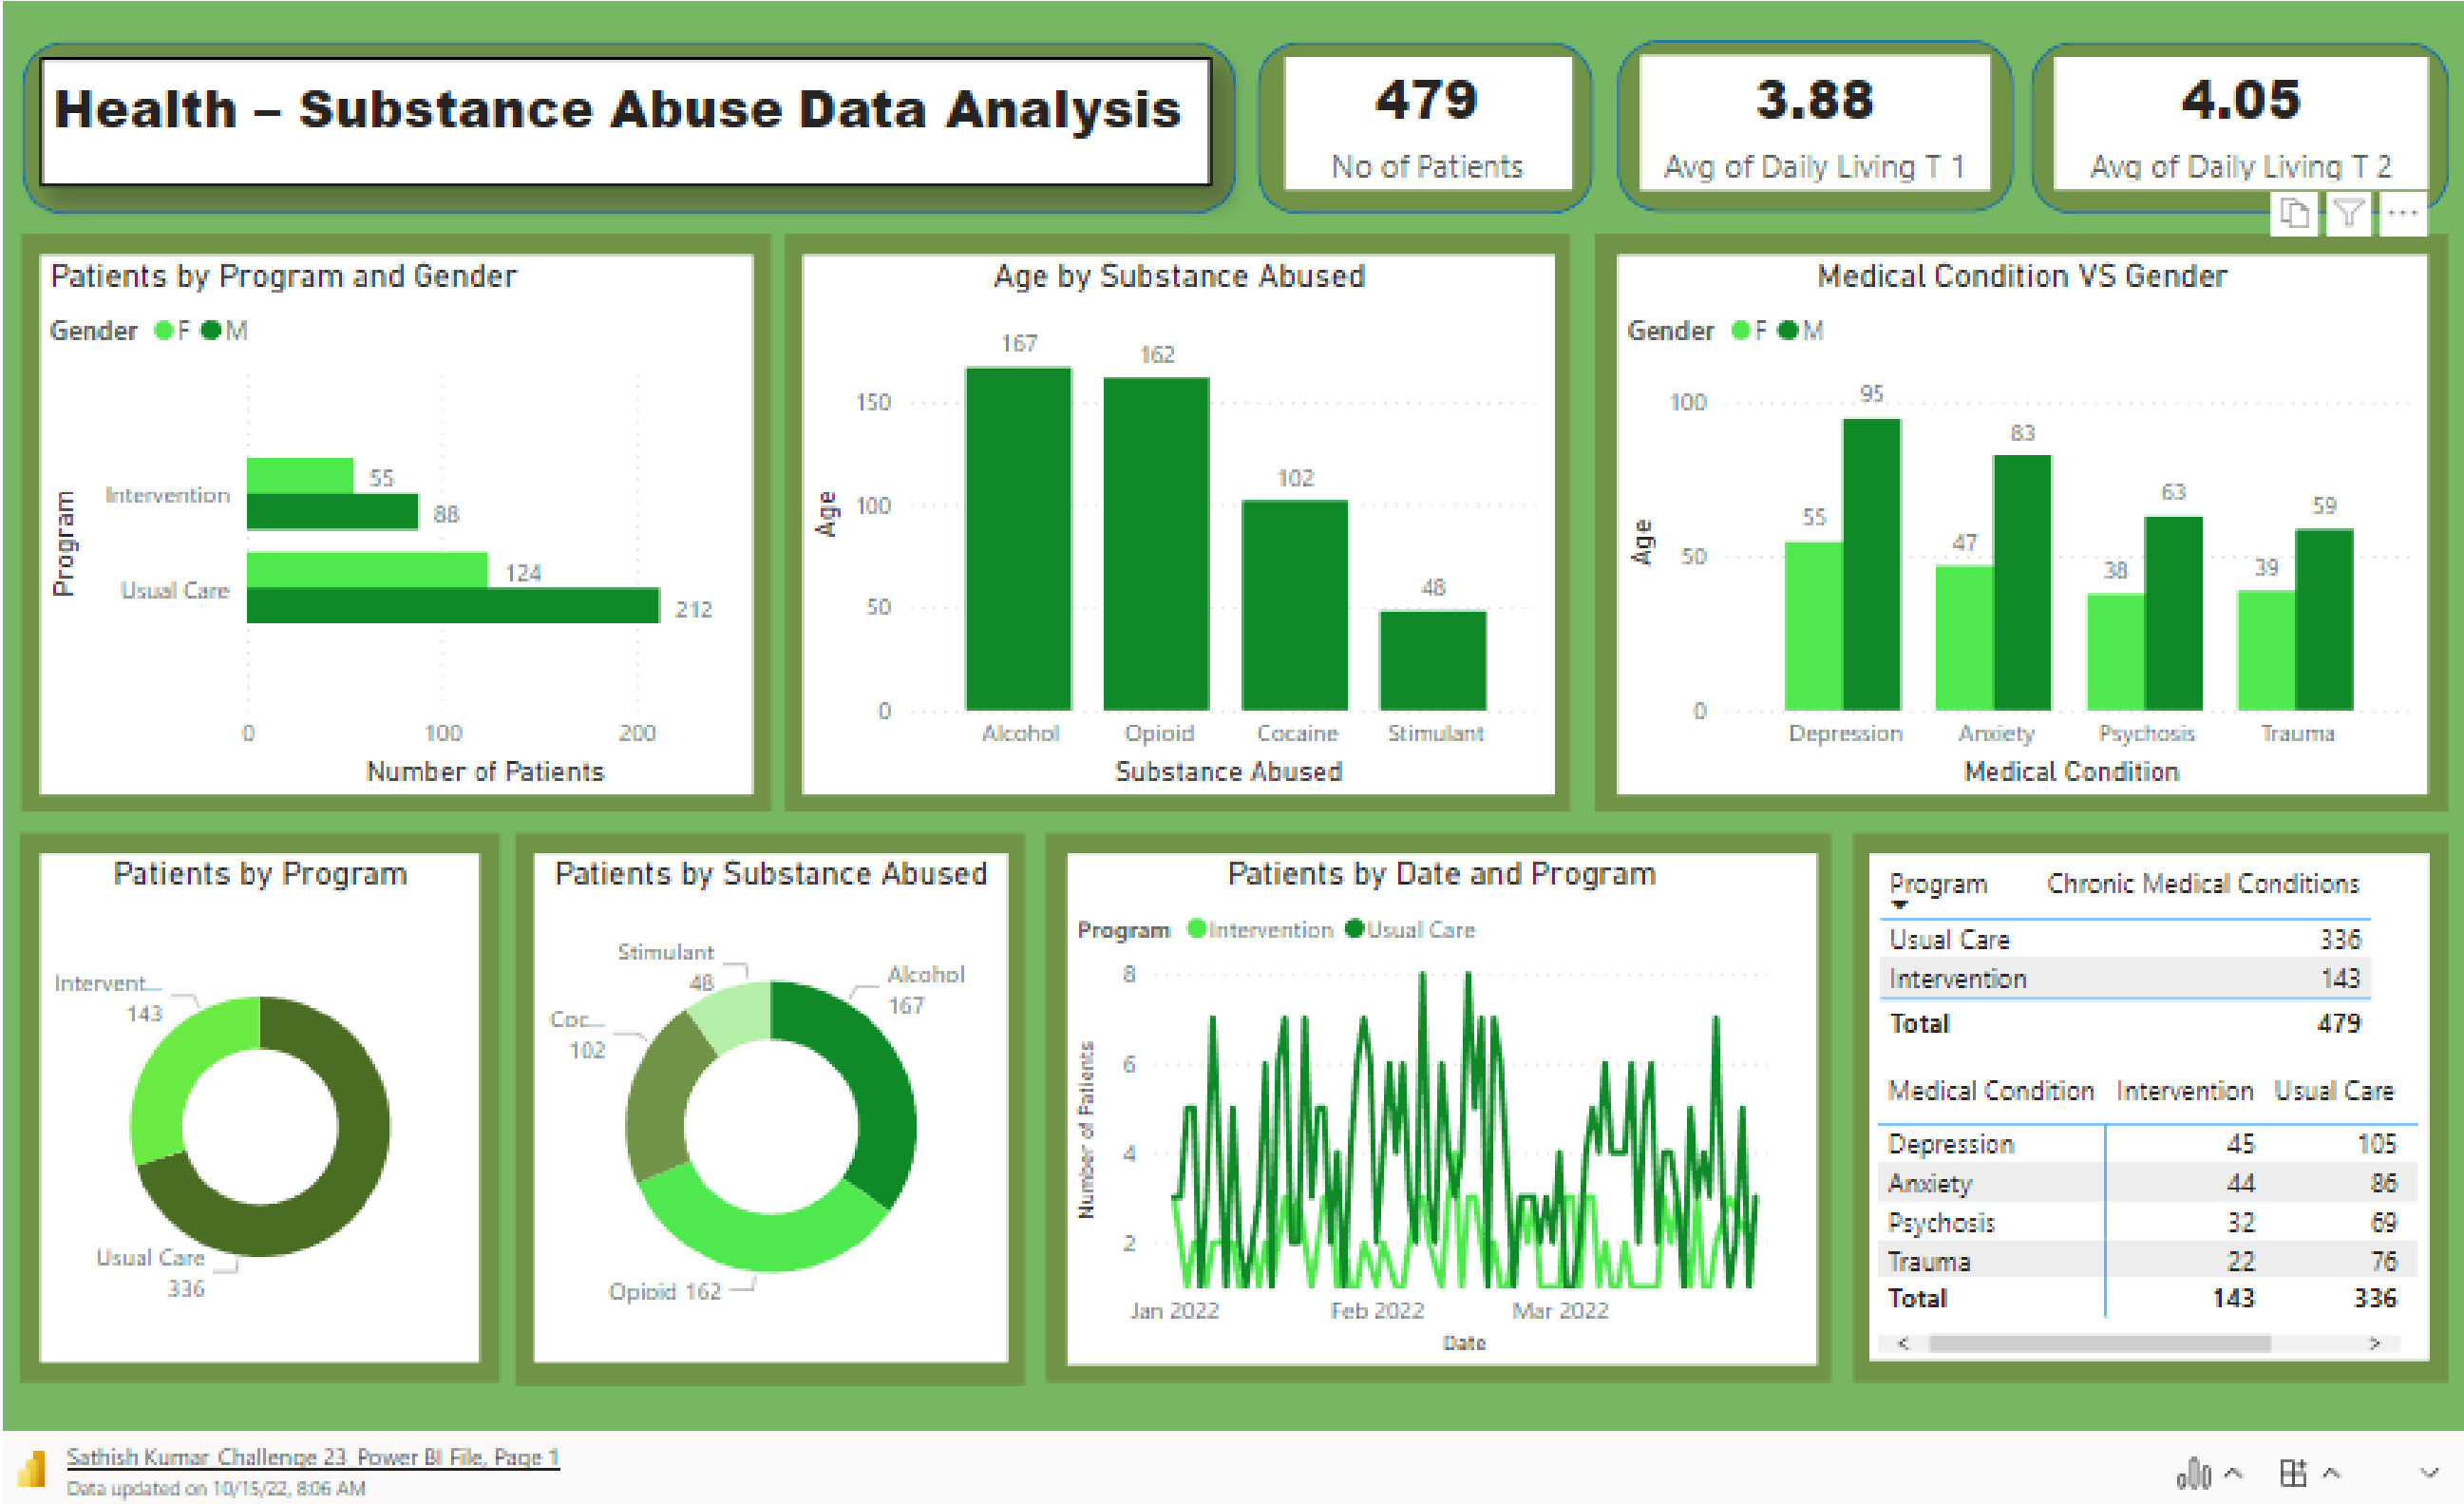 Health – Substance Abuse Data Analysis
479
No of Patients
3.88
Avg of Daily Living T 1
4.05
Avg of Daily Living T 2
Patients by Program and Gender
Gender F M
Program
Intervention
55
88
Usual Care
124
212
0 100 200
Number of Patients
Age by Substance Abused
Age
150
100
50
0
167
162
102
48
Alcohol Opioid Cocaine Stimulant
Substance Abused
Medical Condition VS Gender
Gender F M
Age
100
50
0
55
95
47
83
38
63
39
59
Depression Anxiety Psychosis Trauma
Medical Condition
Patients by Program
Intervent...
143
Usual Care
336
Patients by Substance Abused
Stimulant
48
Alcohol
167
Coc...
102
Opioid 162
Patients by Date and Program
Program Intervention Usual Care
Number of Patients
8
6
4
2
Jan 2022 Feb 2022 Mar 2022
Date
Program Chronic Medical Conditions
Usual Care 336
Intervention 143
Total 479
Medical Condition Intervention Usual Care
Depression 45 105
Anxiety 44 86
Psychosis 32 69
Trauma 22 76
Total 143 336
Sathish Kumar_Challenge 23_Power BI File, Page 1
Data updated on 10/15/22, 8:06 AM